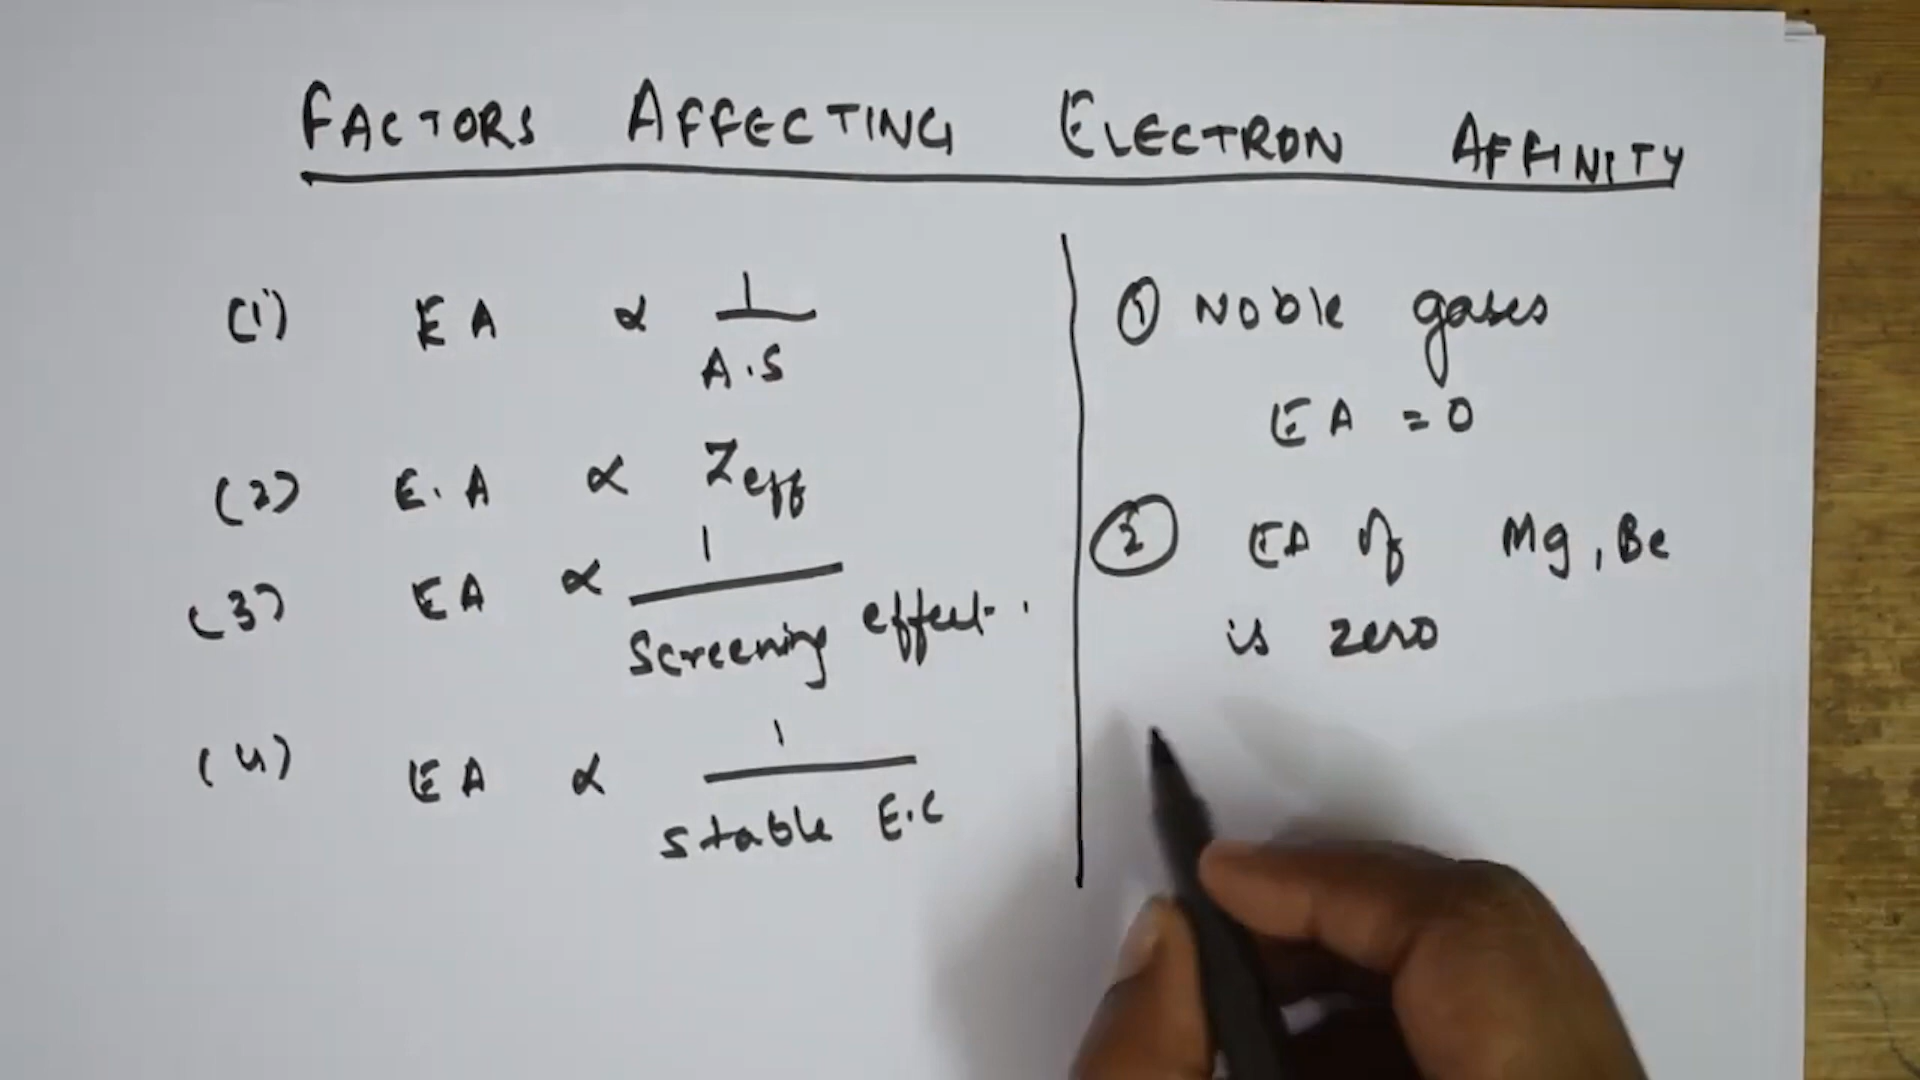 FACTORS AFFECTING ELECTRON AFFINITY
(1) EA ∝ 1/A.S
(2) E.A ∝ Zeff
(3) EA ∝ 1/Screening effect.
(4) EA ∝ 1/stable E.C
① Noble gases
EA = 0
② EA of Mg, Be
is zero